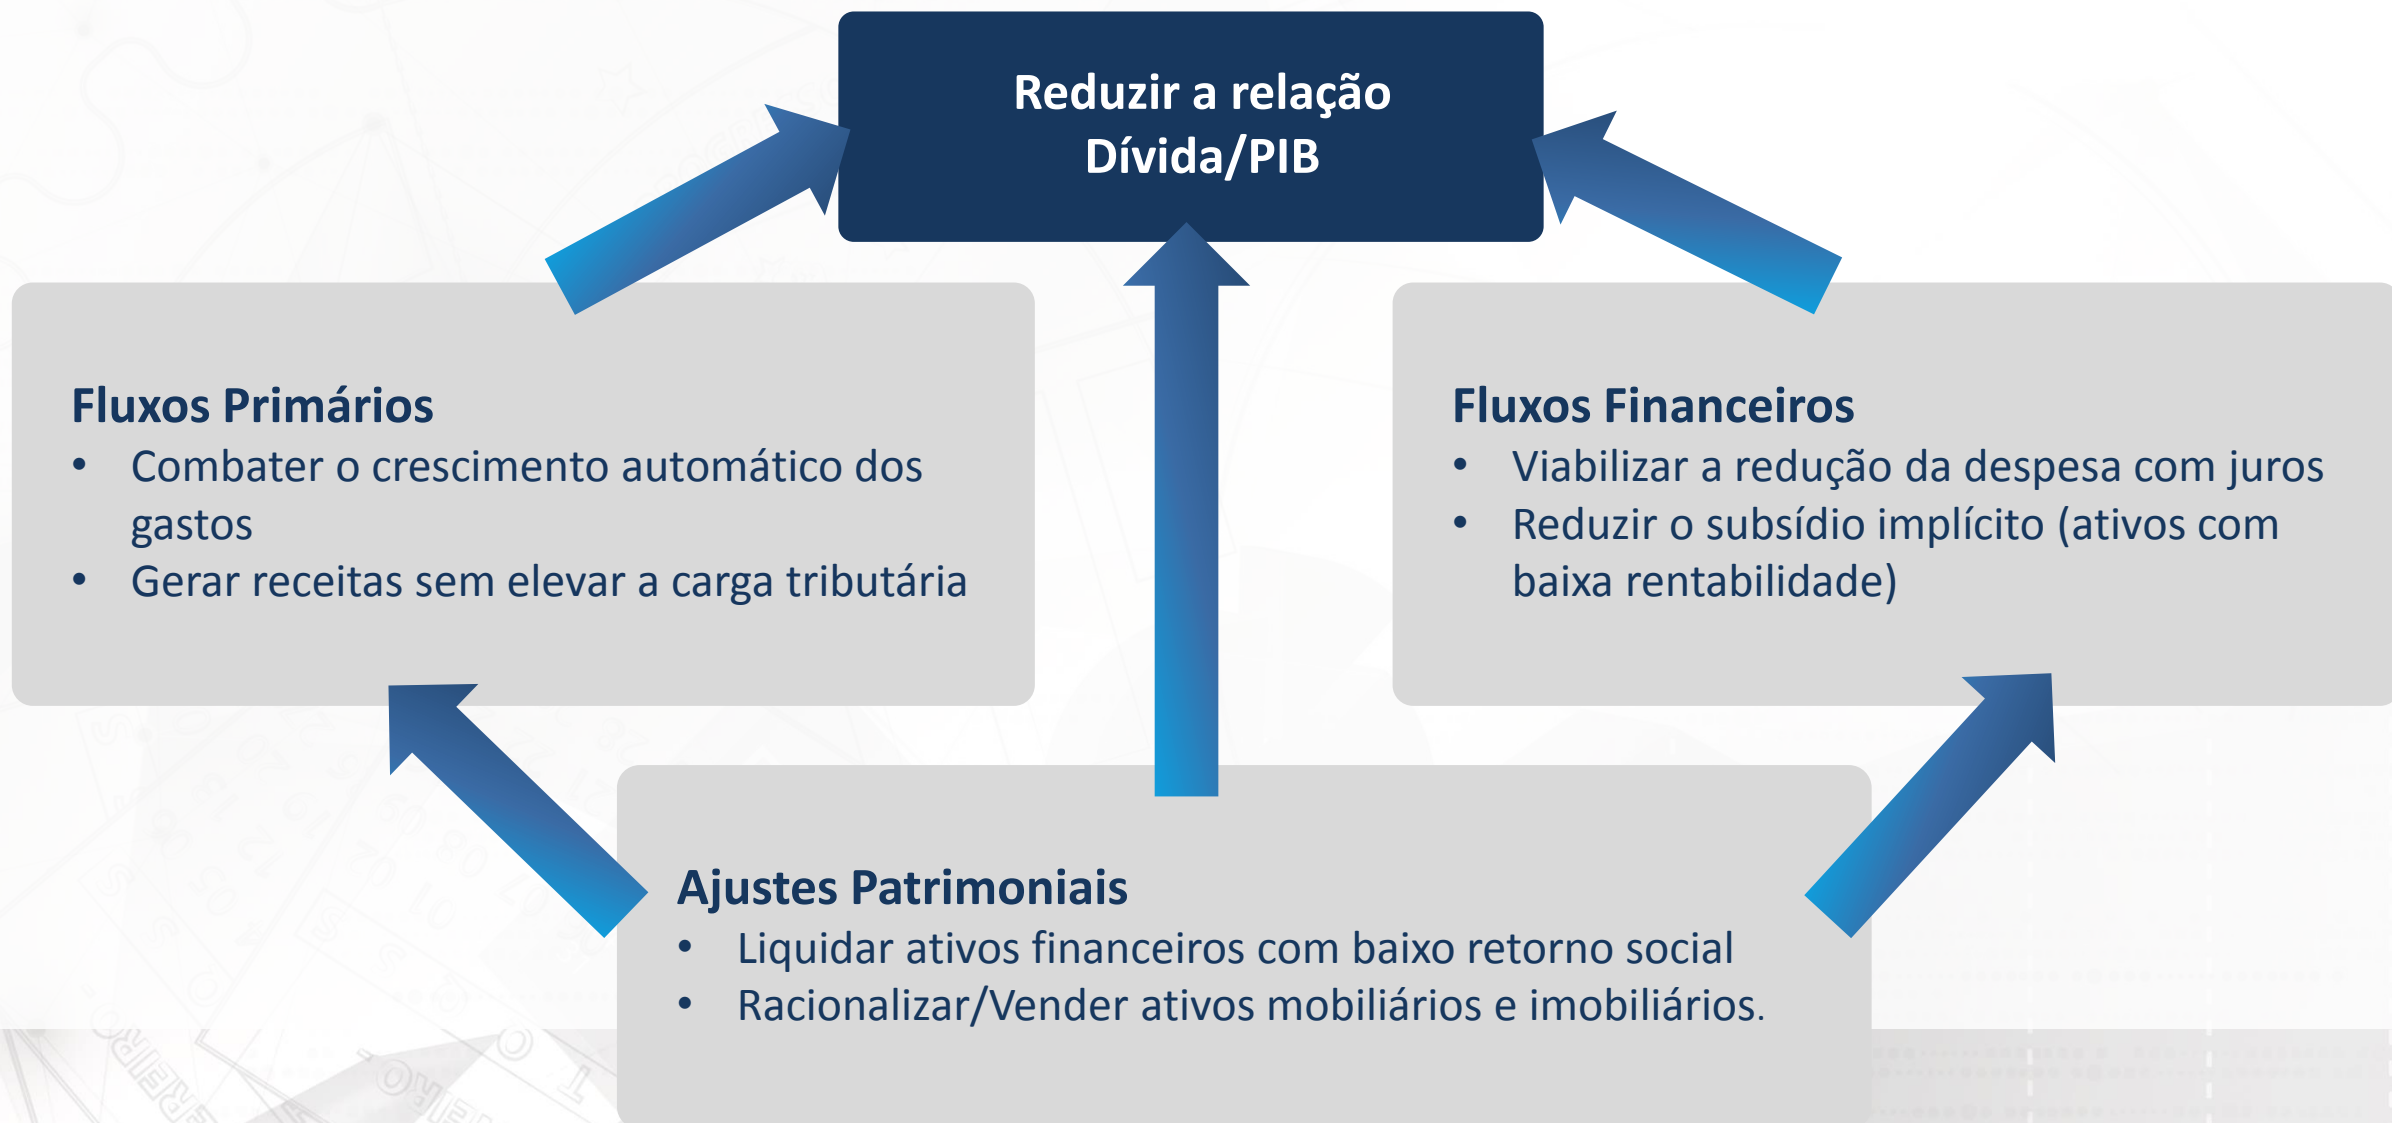 Reduzir a relação
Dívida/PIB
Fluxos Primários
• Combater o crescimento automático dos
gastos
• Gerar receitas sem elevar a carga tributária
Fluxos Financeiros
• Viabilizar a redução da despesa com juros
• Reduzir o subsídio implícito (ativos com
baixa rentabilidade)
Ajustes Patrimoniais
• Liquidar ativos financeiros com baixo retorno social
• Racionalizar/Vender ativos mobiliários e imobiliários.